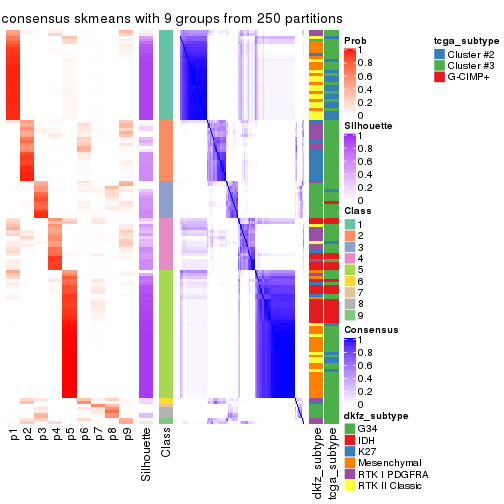 consensus skmeans with 9 groups from 250 partitions
Prob
1
0.8
0.6
0.4
0.2
0
tcga_subtype
Cluster #2
Cluster #3
G-CIMP+
Silhouette
1
0.8
0.6
0.4
0.2
0
Class
1
2
3
4
5
6
7
8
9
Consensus
1
0.8
0.6
0.4
0.2
0
dkfz_subtype
G34
IDH
K27
Mesenchymal
RTK I PDGFRA
RTK II Classic
p1
p2
p3
p4
p5
p6
p7
p8
p9
Silhouette
Class
dkfz_subtype
tcga_subtype